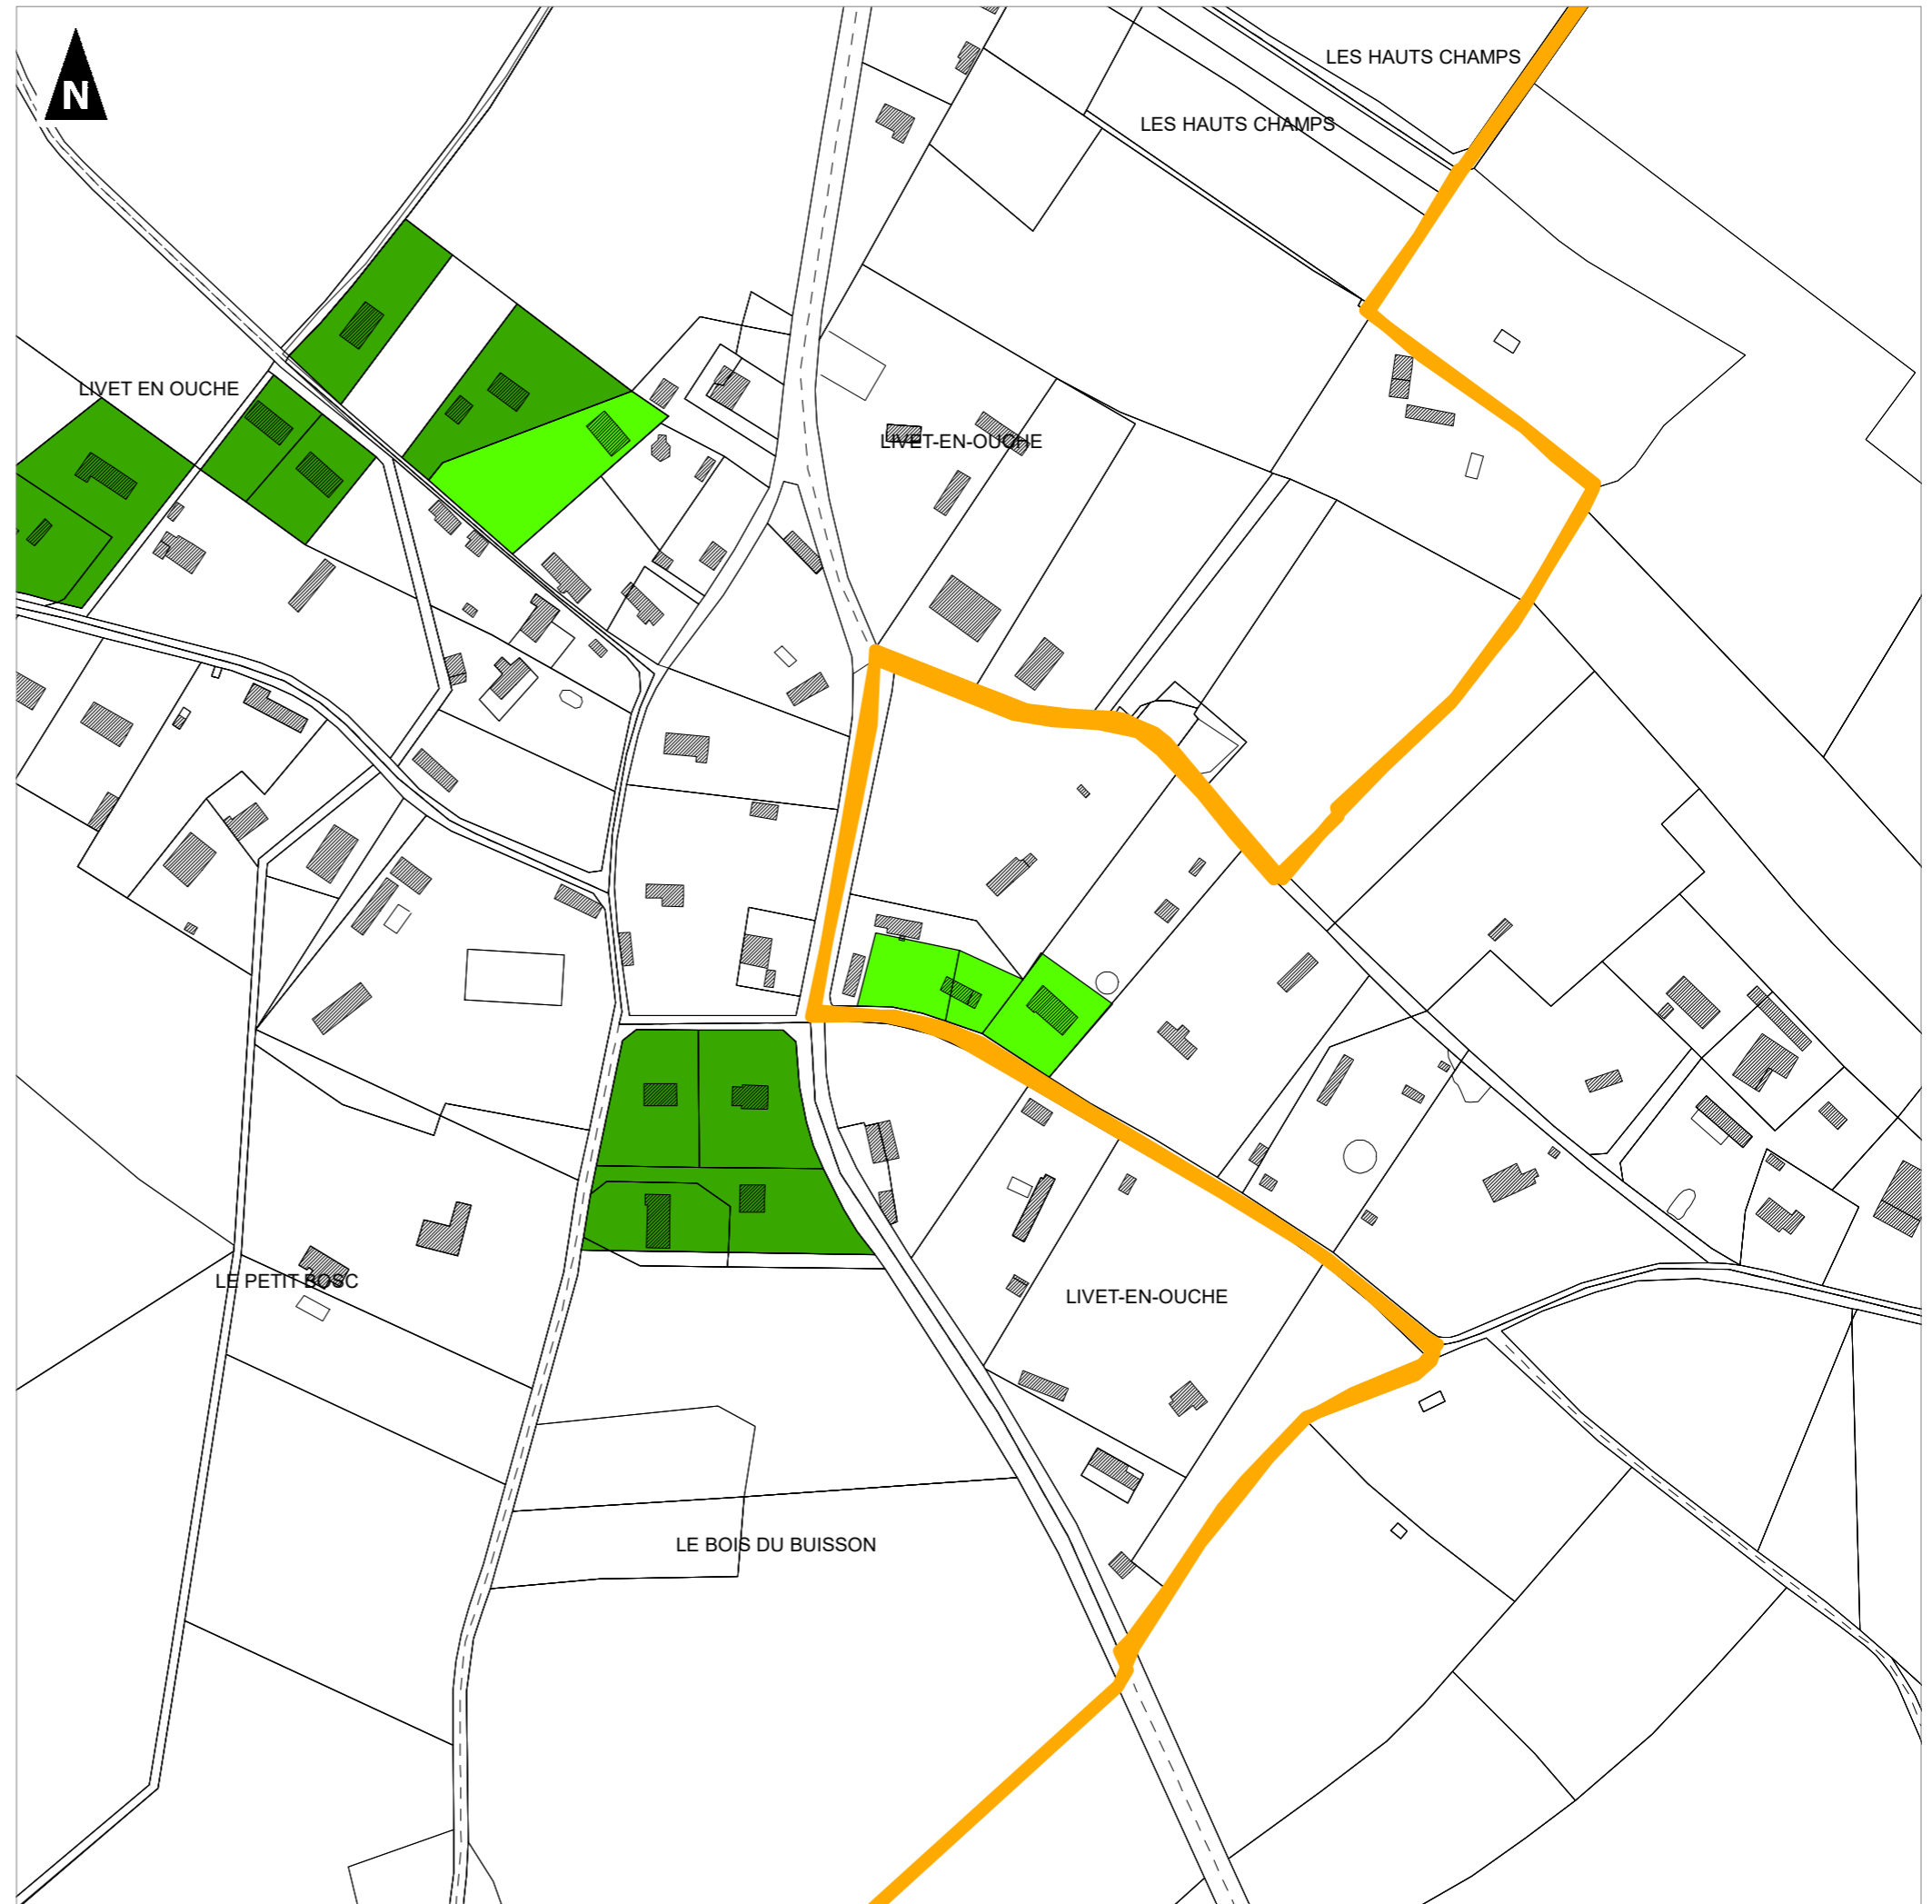 LES HAUTS CHAMPS
N
LES HAUTS CHAMPS
LIVET EN OUCHE
LIVET-EN-OUCHE
LE PETIT BOSC
LIVET-EN-OUCHE
LE BOIS DU BUISSON